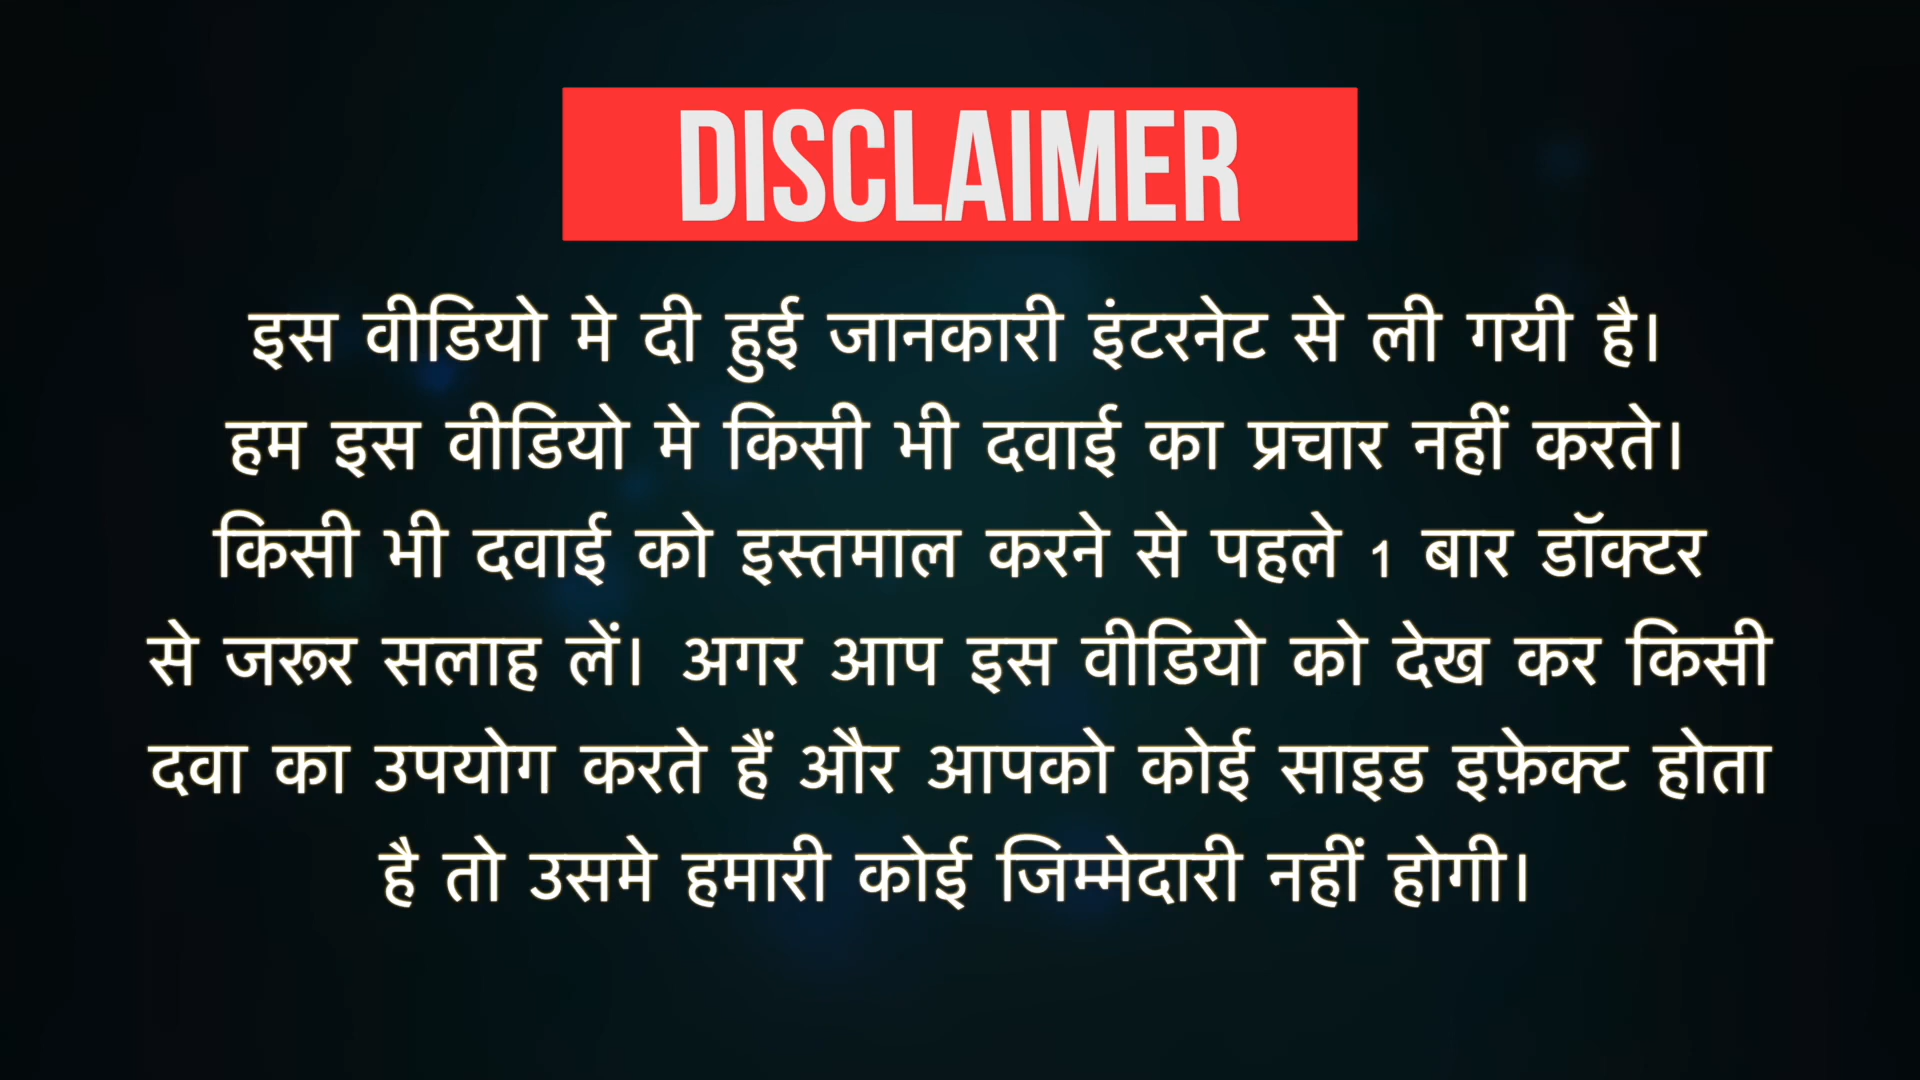 DISCLAIMER
इस वीडियो मे दी हुई जानकारी इंटरनेट से ली गयी है।
हम इस वीडियो मे किसी भी दवाई का प्रचार नहीं करते।
किसी भी दवाई को इस्तमाल करने से पहले 1 बार डॉक्टर
से जरूर सलाह लें। अगर आप इस वीडियो को देख कर किसी
दवा का उपयोग करते हैं और आपको कोई साइड इफ़ेक्ट होता
है तो उसमे हमारी कोई जिम्मेदारी नहीं होगी।